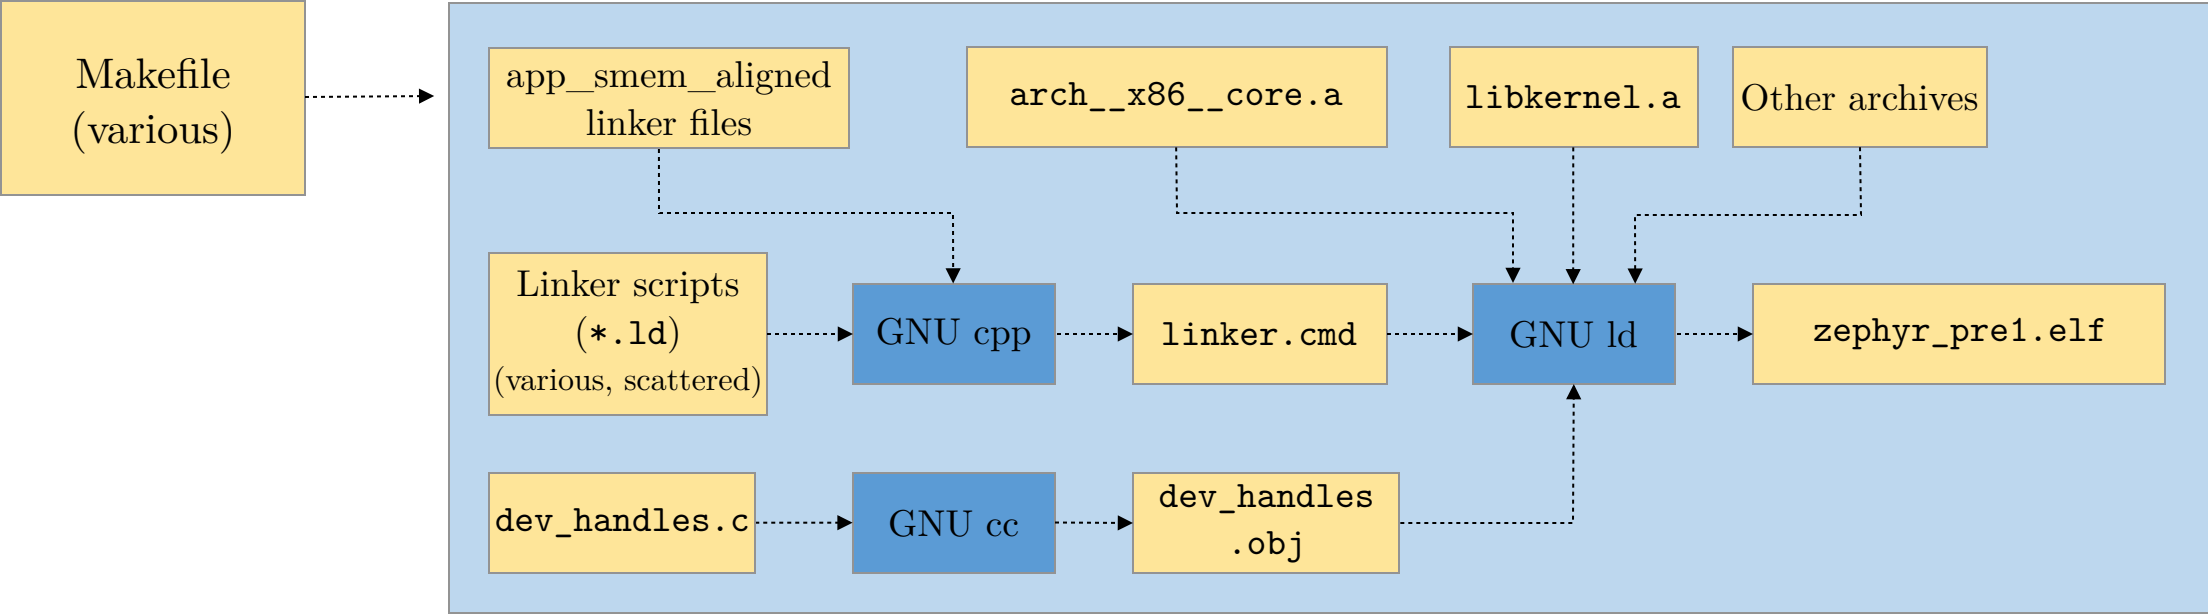 Makefile
(various)
app_smem_aligned
linker files
arch__x86__core.a
libkernel.a
Other archives
Linker scripts
(*.ld)
(various, scattered)
GNU cpp
linker.cmd
GNU ld
zephyr_pre1.elf
dev_handles.c
GNU cc
dev_handles
.obj